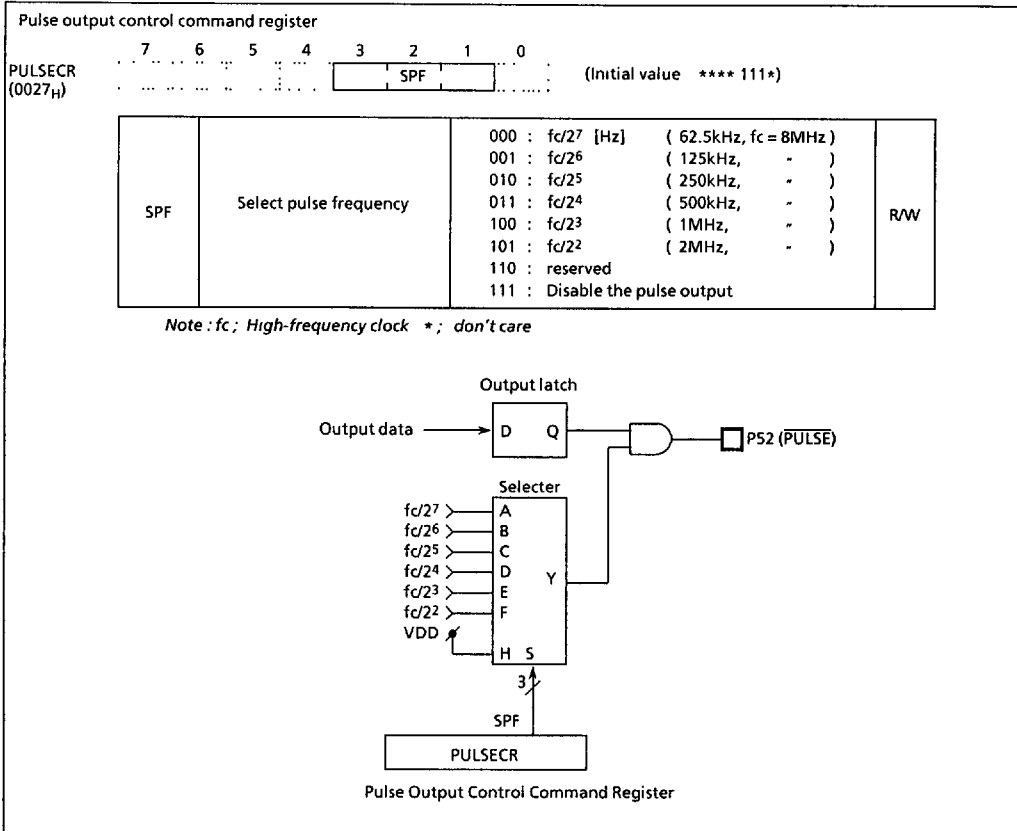 Pulse output control command register
7 6 5 4 3 2 1 0
PULSECR
(0027H)
SPF
(Initial value **** 111*)
SPF
Select pulse frequency
000 : fc/2⁷ [Hz] ( 62.5kHz, fc = 8MHz )
001 : fc/2⁶ ( 125kHz, " )
010 : fc/2⁵ ( 250kHz, " )
011 : fc/2⁴ ( 500kHz, " )
100 : fc/2³ ( 1MHz, " )
101 : fc/2² ( 2MHz, " )
110 : reserved
111 : Disable the pulse output
R/W
Note : fc ; High-frequency clock * ; don't care
Output latch
Output data
D Q
P52 (P̅U̅L̅S̅E̅)
Selecter
fc/2⁷ A
fc/2⁶ B
fc/2⁵ C
fc/2⁴ D
Y
fc/2³ E
fc/2² F
VDD
H S
3
SPF
PULSECR
Pulse Output Control Command Register